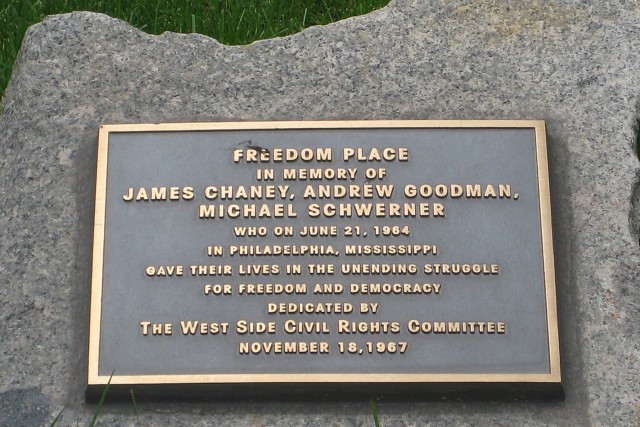 FREEDOM PLACE
IN MEMORY OF
JAMES CHANEY, ANDREW GOODMAN,
MICHAEL SCHWERNER
WHO ON JUNE 21, 1964
IN PHILADELPHIA, MISSISSIPPI
GAVE THEIR LIVES IN THE UNENDING STRUGGLE
FOR FREEDOM AND DEMOCRACY
DEDICATED BY
THE WEST SIDE CIVIL RIGHTS COMMITTEE
NOVEMBER 18,1967